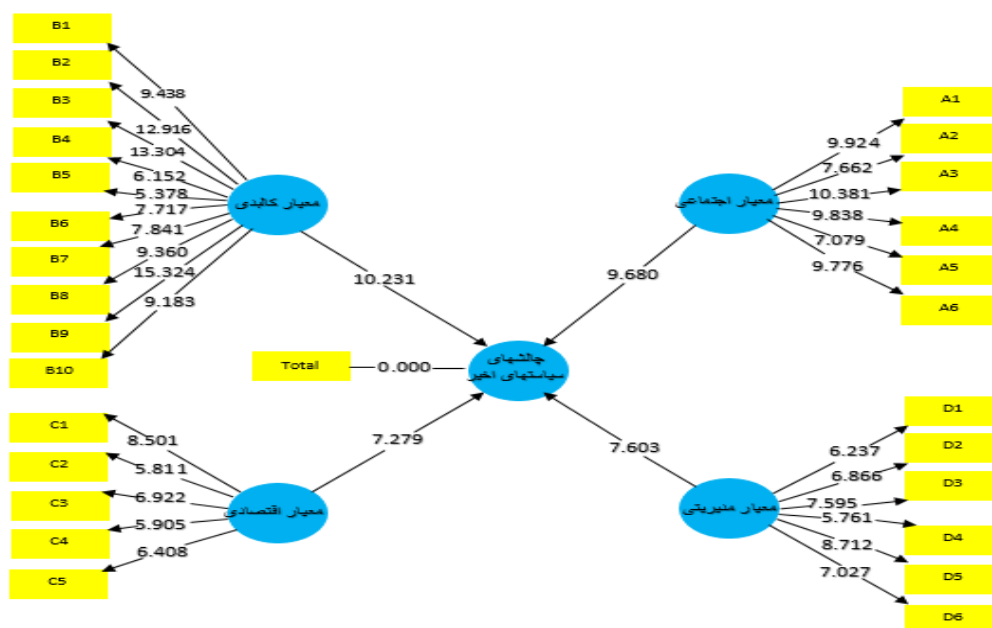 B1
B2
B3
B4
B5
B6
B7
B8
B9
B10
9.438
12.916
13.304
6.152
5.378
7.717
7.841
9.360
15.324
9.183
معیار کالبدی
10.231
A1
A2
A3
A4
A5
A6
9.924
7.662
10.381
9.838
7.079
9.776
معیار اجتماعی
9.680
Total
0.000
چالشهای
سیاستهای اخیر
C1
C2
C3
C4
C5
8.501
5.811
6.922
5.905
6.408
معیار اقتصادی
7.279
D1
D2
D3
D4
D5
D6
6.237
6.866
7.595
5.761
8.712
7.027
معیار مدیریتی
7.603